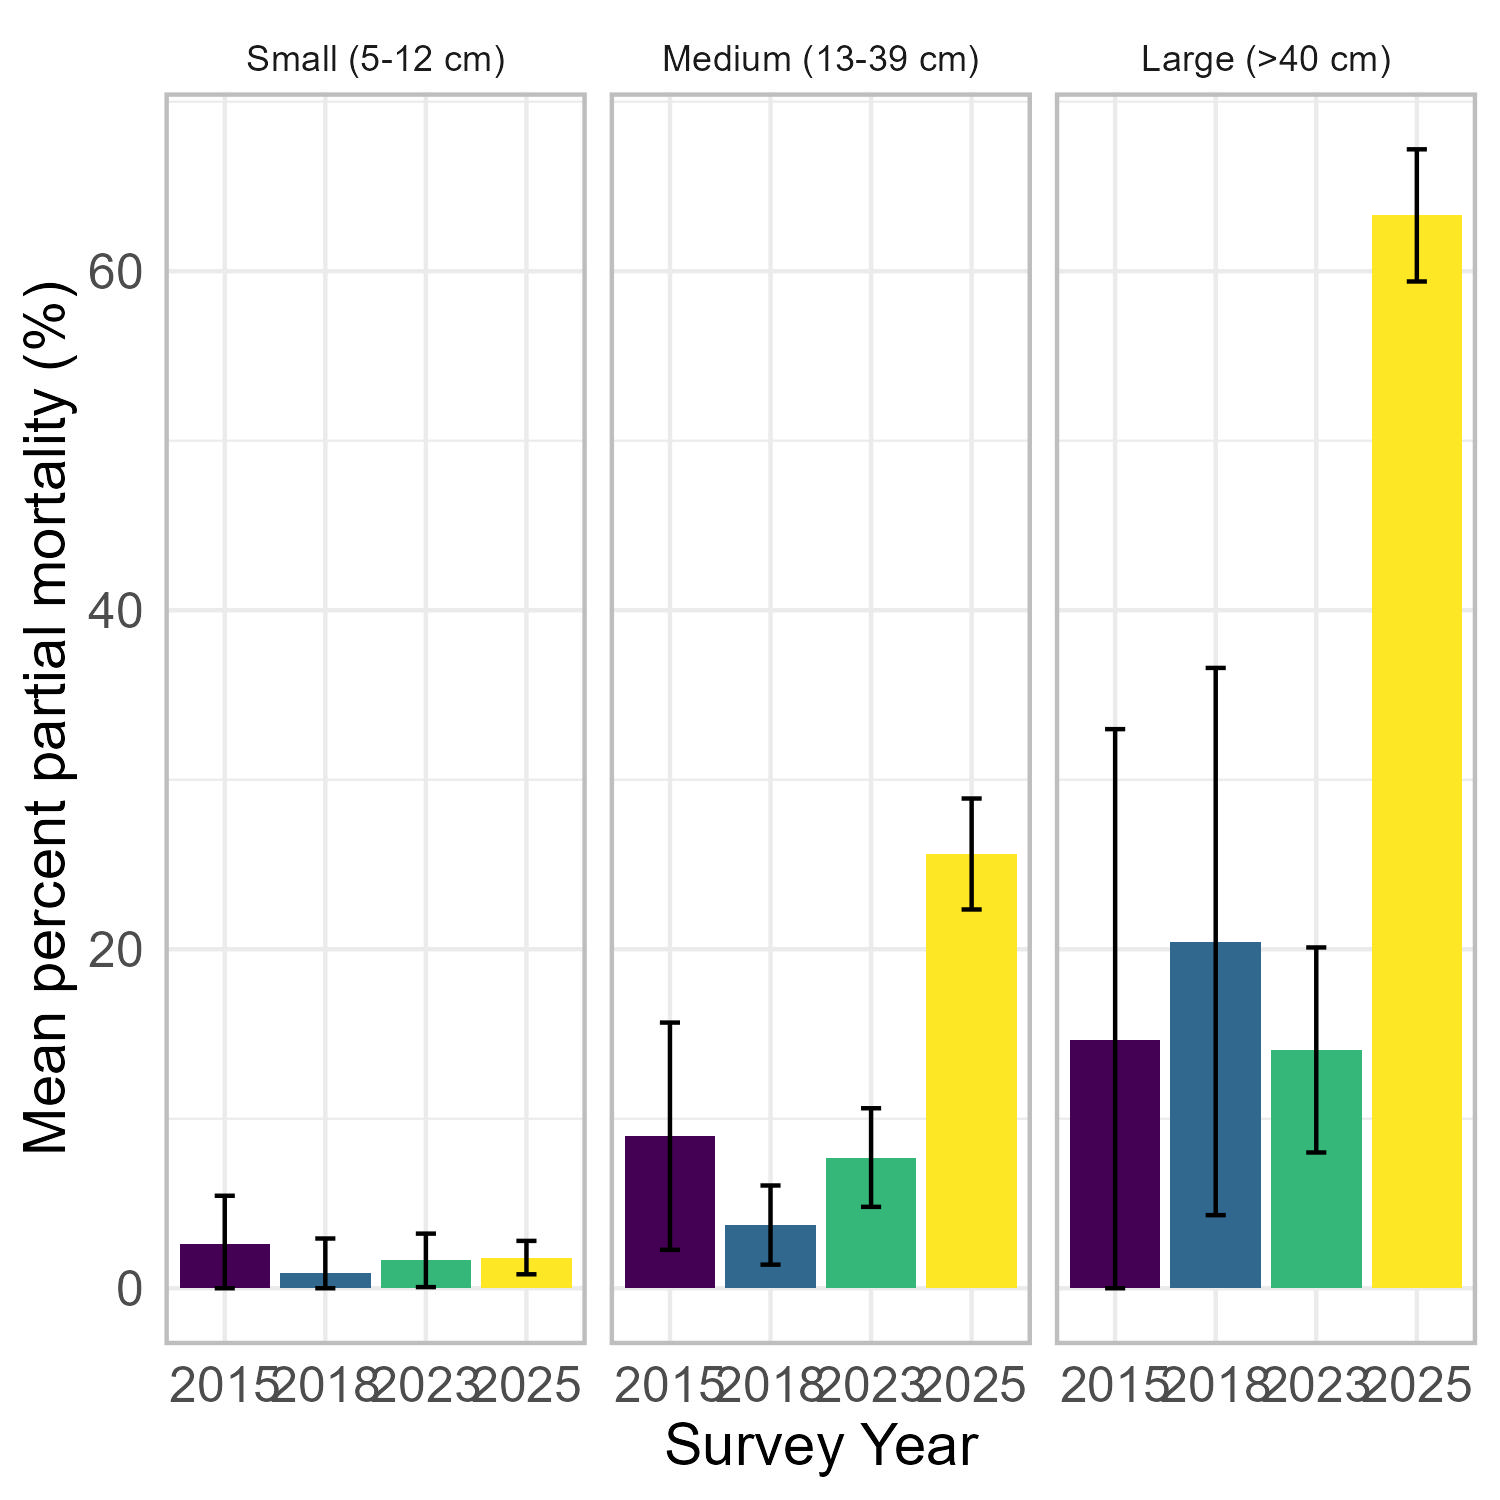 Small (5-12 cm) Medium (13-39 cm) Large (>40 cm)
Mean percent partial mortality (%)
60
40
20
0
2015 2018 2023 2025 2015 2018 2023 2025 2015 2018 2023 2025
Survey Year